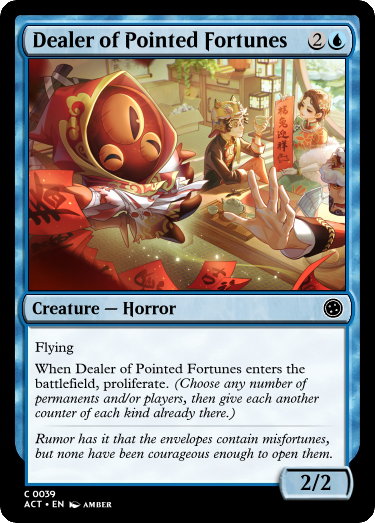 Dealer of Pointed Fortunes 2
Creature — Horror
Flying
When Dealer of Pointed Fortunes enters the
battlefield, proliferate. (Choose any number of
permanents and/or players, then give each another
counter of each kind already there.)
Rumor has it that the envelopes contain misfortunes,
but none have been courageous enough to open them.
2/2
C 0039
ACT • EN AMBER